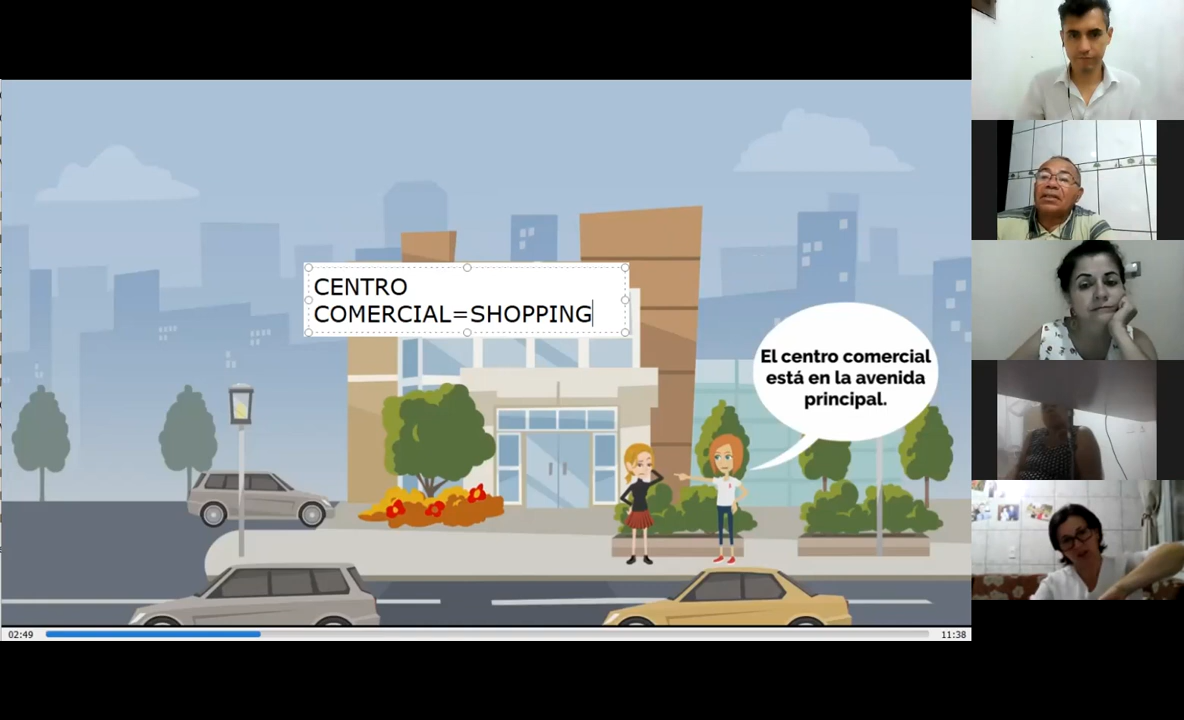 CENTRO
COMERCIAL=SHOPPING
El centro comercial
está en la avenida
principal.
02:49
11:38